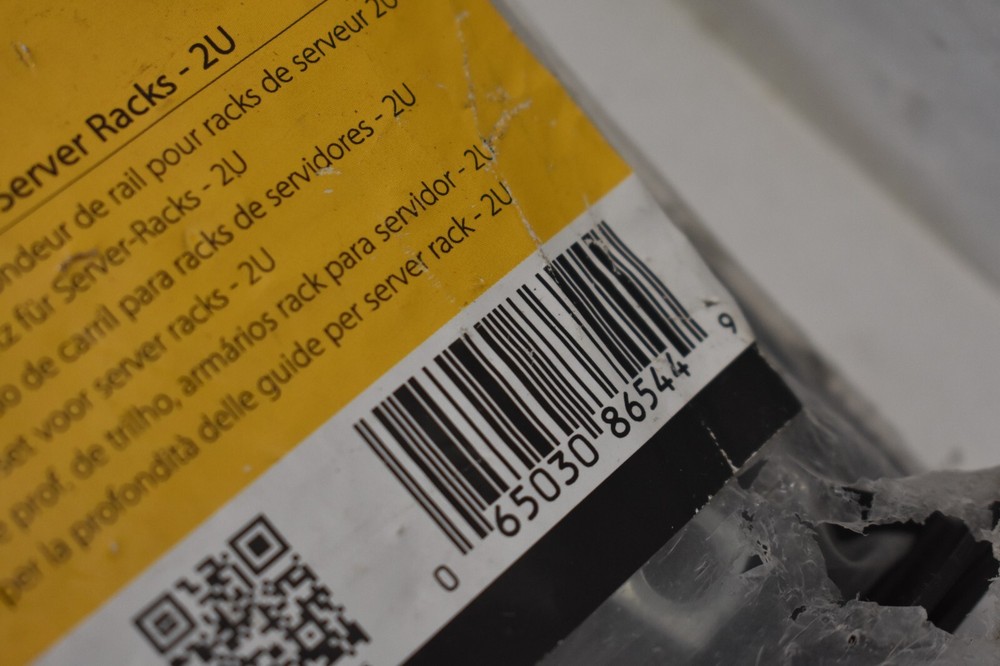 Server Racks - 2U
ndeur de rail pour racks de serveur 2U
z für Server-Racks - 2U
o de carril para racks de servidores - 2U
set voor server racks - 2U
e prof. de trilho, armários rack para servidor - 2U
per la profondità delle guide per server rack - 2U
0 65030 86544 9